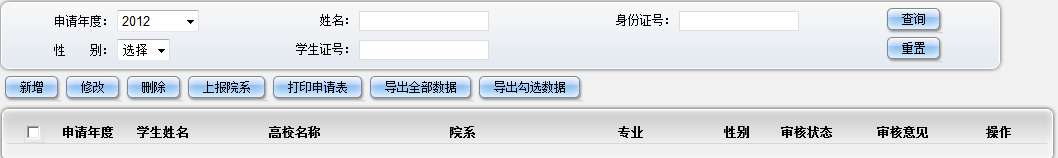 申请年度： 2012 姓名： 身份证号： 查询
性 别： 选择 学生证号： 重置
新增 修改 删除 上报院系 打印申请表 导出全部数据 导出勾选数据
申请年度 学生姓名 高校名称 院系 专业 性别 审核状态 审核意见 操作